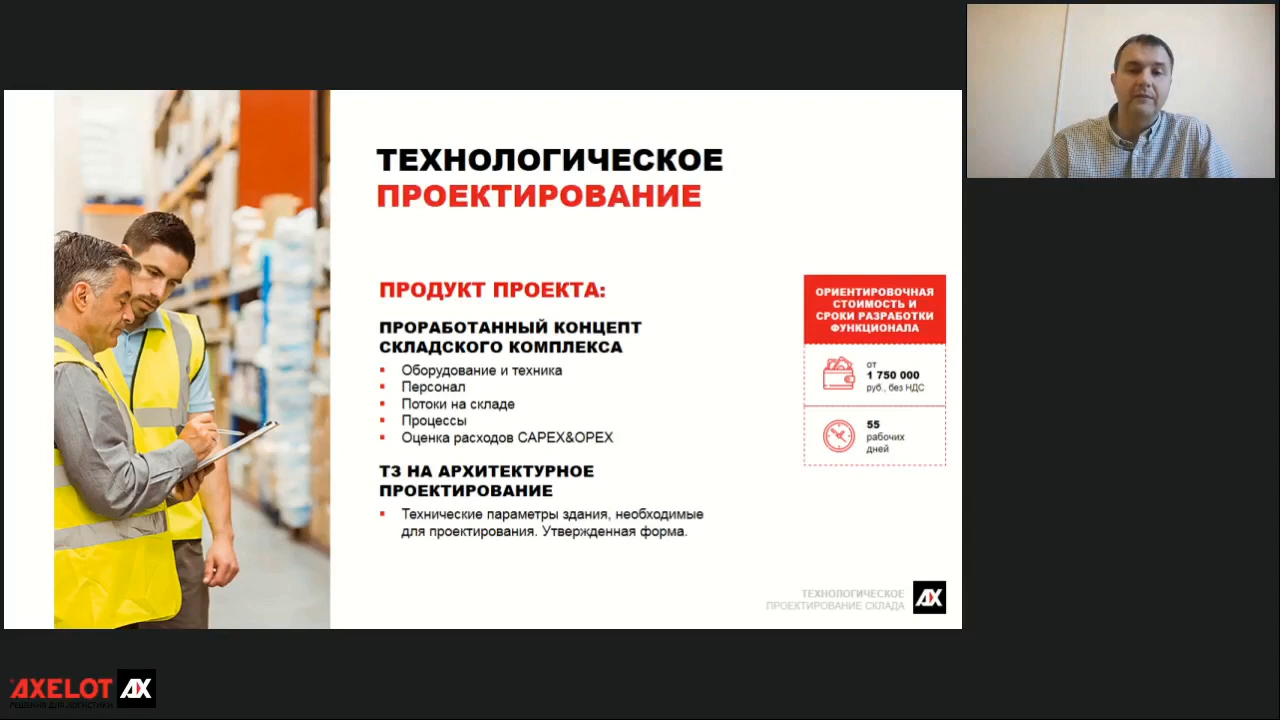 ТЕХНОЛОГИЧЕСКОЕ
ПРОЕКТИРОВАНИЕ
ПРОДУКТ ПРОЕКТА:
ПРОРАБОТАННЫЙ КОНЦЕПТ
СКЛАДСКОГО КОМПЛЕКСА
Оборудование и техника
Персонал
Потоки на складе
Процессы
Оценка расходов CAPEX&OPEX
ТЗ НА АРХИТЕКТУРНОЕ
ПРОЕКТИРОВАНИЕ
Технические параметры здания, необходимые
для проектирования. Утвержденная форма.
ОРИЕНТИРОВОЧНАЯ
СТОИМОСТЬ И
СРОКИ РАЗРАБОТКИ
ФУНКЦИОНАЛА
от
1 750 000
руб., без НДС
55
рабочих
дней
ТЕХНОЛОГИЧЕСКОЕ
ПРОЕКТИРОВАНИЕ СКЛАДА
AXELOT
РЕШЕНИЯ ДЛЯ ЛОГИСТИКИ